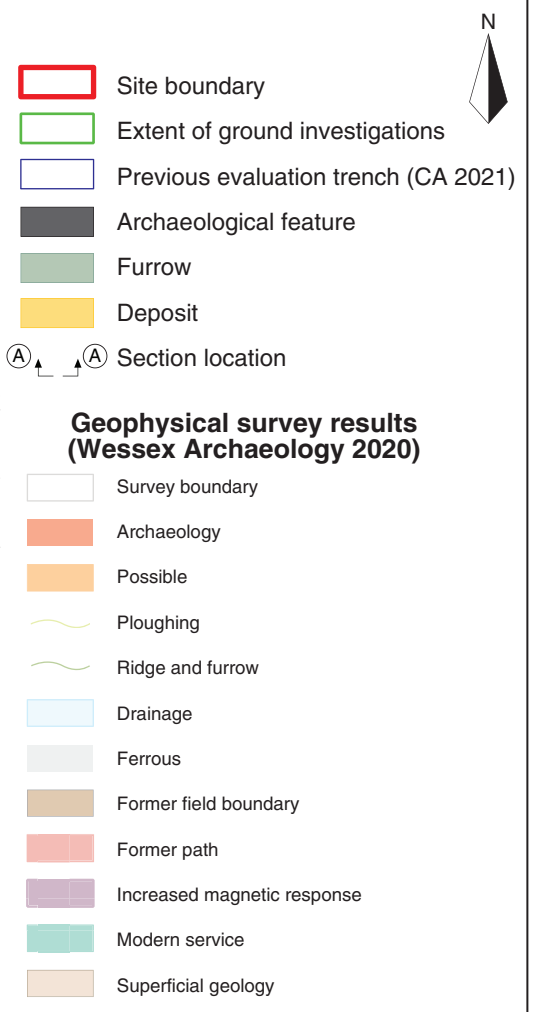 N
Site boundary
Extent of ground investigations
Previous evaluation trench (CA 2021)
Archaeological feature
Furrow
Deposit
A A Section location
Geophysical survey results
(Wessex Archaeology 2020)
Survey boundary
Archaeology
Possible
Ploughing
Ridge and furrow
Drainage
Ferrous
Former field boundary
Former path
Increased magnetic response
Modern service
Superficial geology